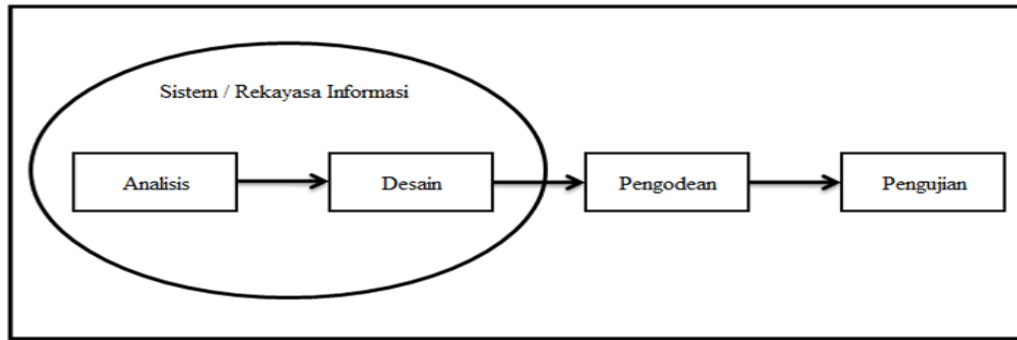 Sistem / Rekayasa Informasi
Analisis
Desain
Pengodean
Pengujian